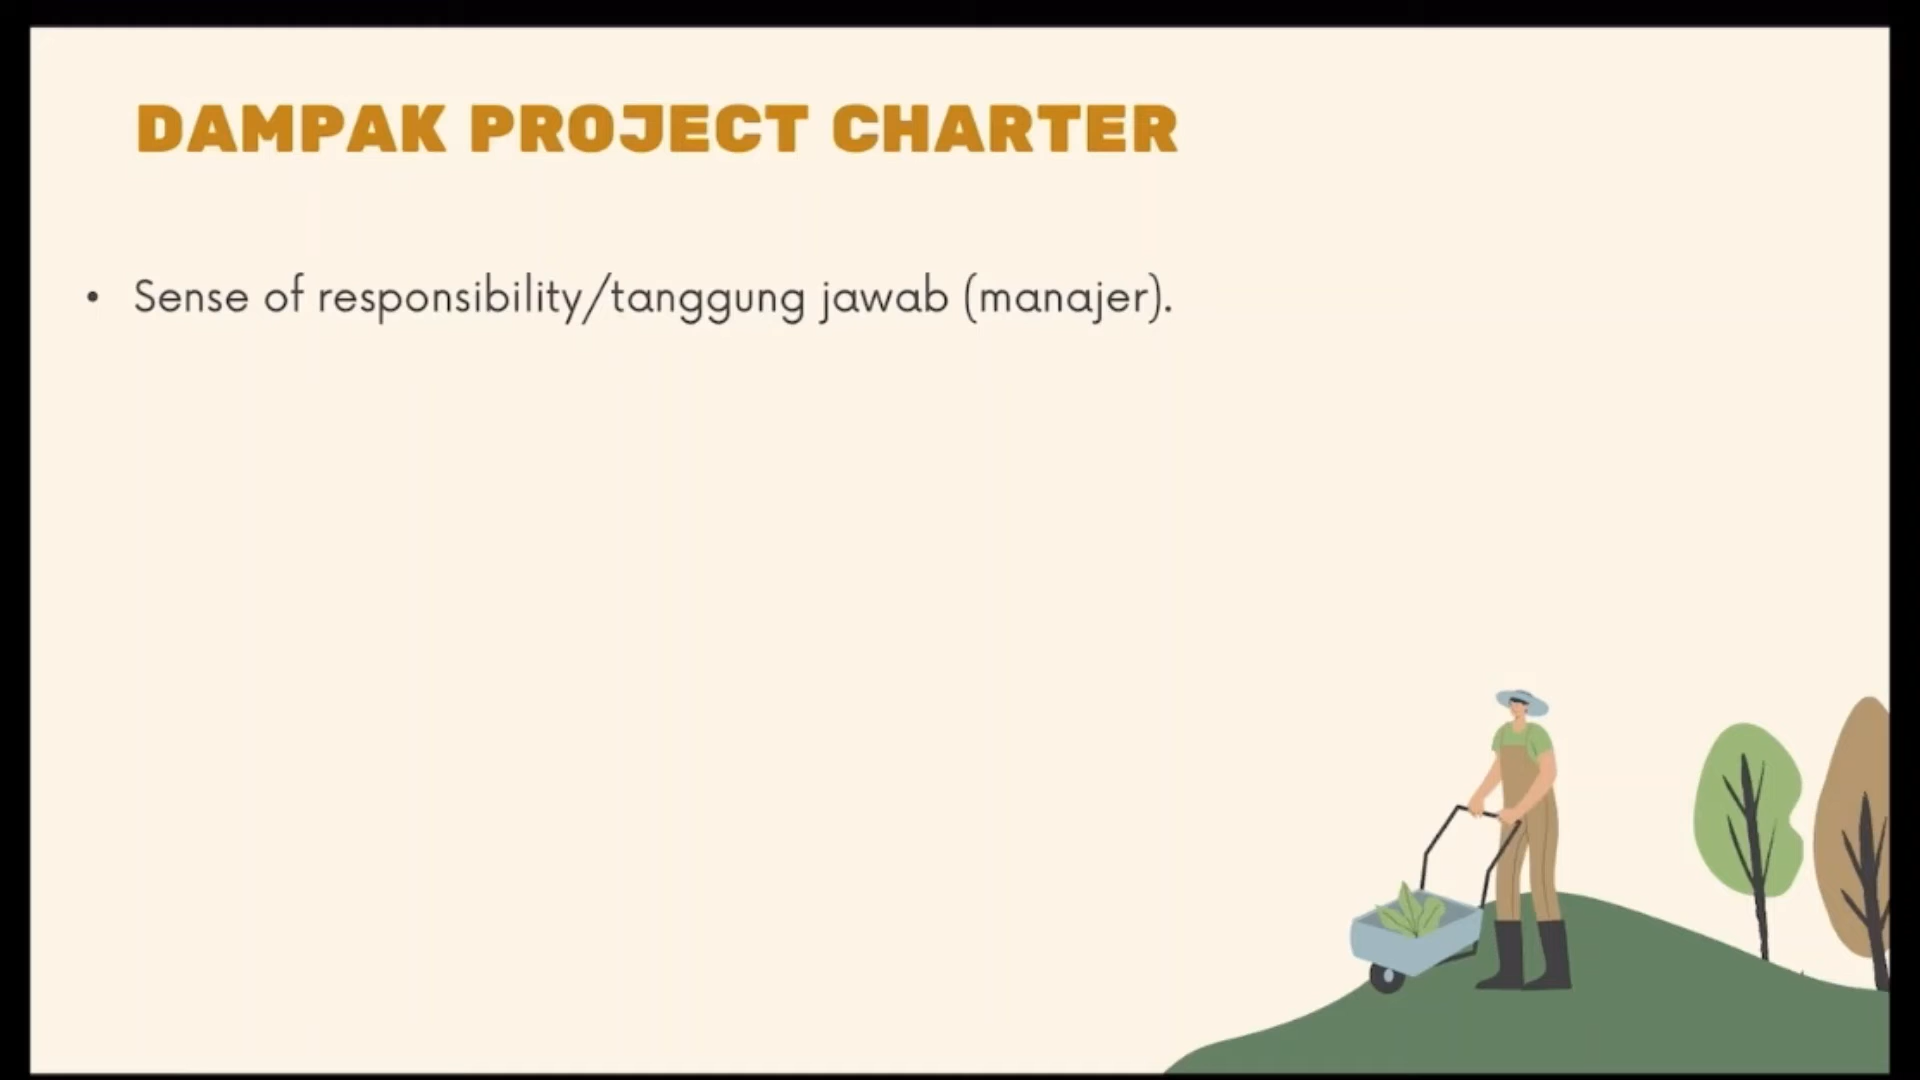 DAMPAK PROJECT CHARTER
• Sense of responsibility/tanggung jawab (manajer).